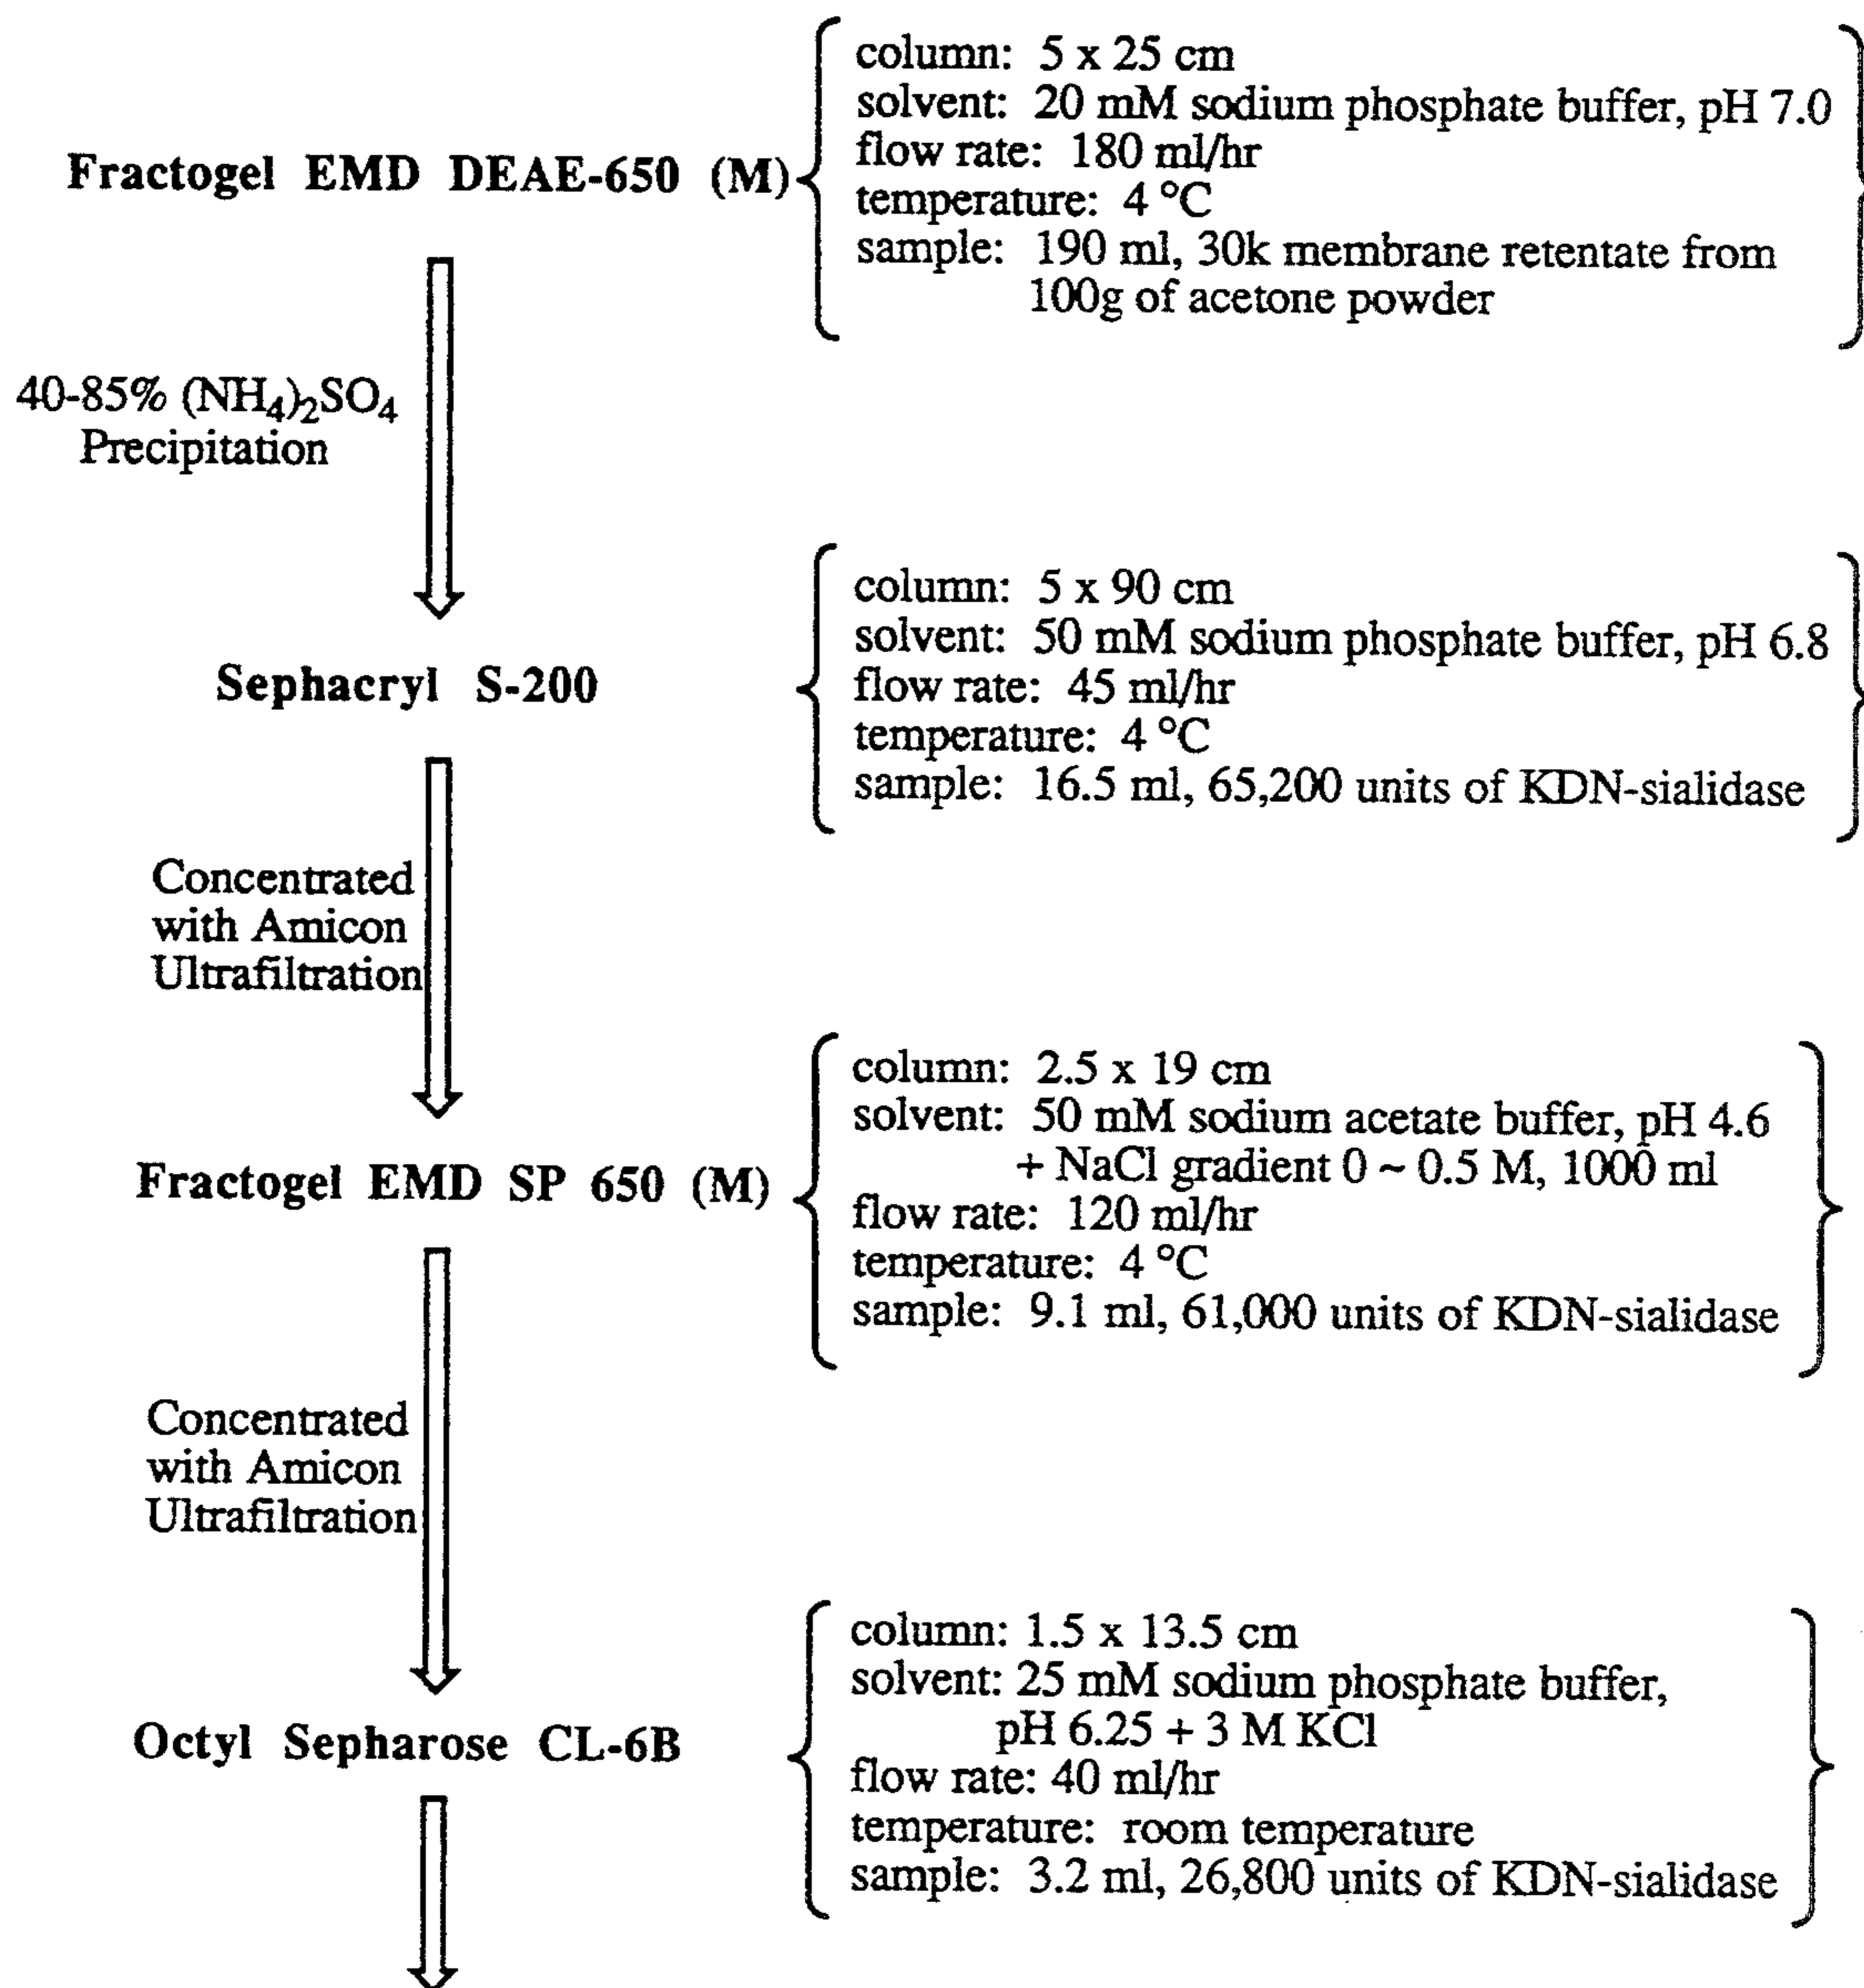 column: 5 x 25 cm
solvent: 20 mM sodium phosphate buffer, pH 7.0
flow rate: 180 ml/hr
Fractogel EMD DEAE-650 (M)
temperature: 4 °C
sample: 190 ml, 30k membrane retentate from
100g of acetone powder
40-85% (NH₄)₂SO₄
Precipitation
column: 5 x 90 cm
solvent: 50 mM sodium phosphate buffer, pH 6.8
Sephacryl S-200
flow rate: 45 ml/hr
temperature: 4 °C
sample: 16.5 ml, 65,200 units of KDN-sialidase
Concentrated
with Amicon
Ultrafiltration
column: 2.5 x 19 cm
solvent: 50 mM sodium acetate buffer, pH 4.6
+ NaCl gradient 0 ~ 0.5 M, 1000 ml
Fractogel EMD SP 650 (M)
flow rate: 120 ml/hr
temperature: 4 °C
sample: 9.1 ml, 61,000 units of KDN-sialidase
Concentrated
with Amicon
Ultrafiltration
column: 1.5 x 13.5 cm
solvent: 25 mM sodium phosphate buffer,
pH 6.25 + 3 M KCl
Octyl Sepharose CL-6B
flow rate: 40 ml/hr
temperature: room temperature
sample: 3.2 ml, 26,800 units of KDN-sialidase